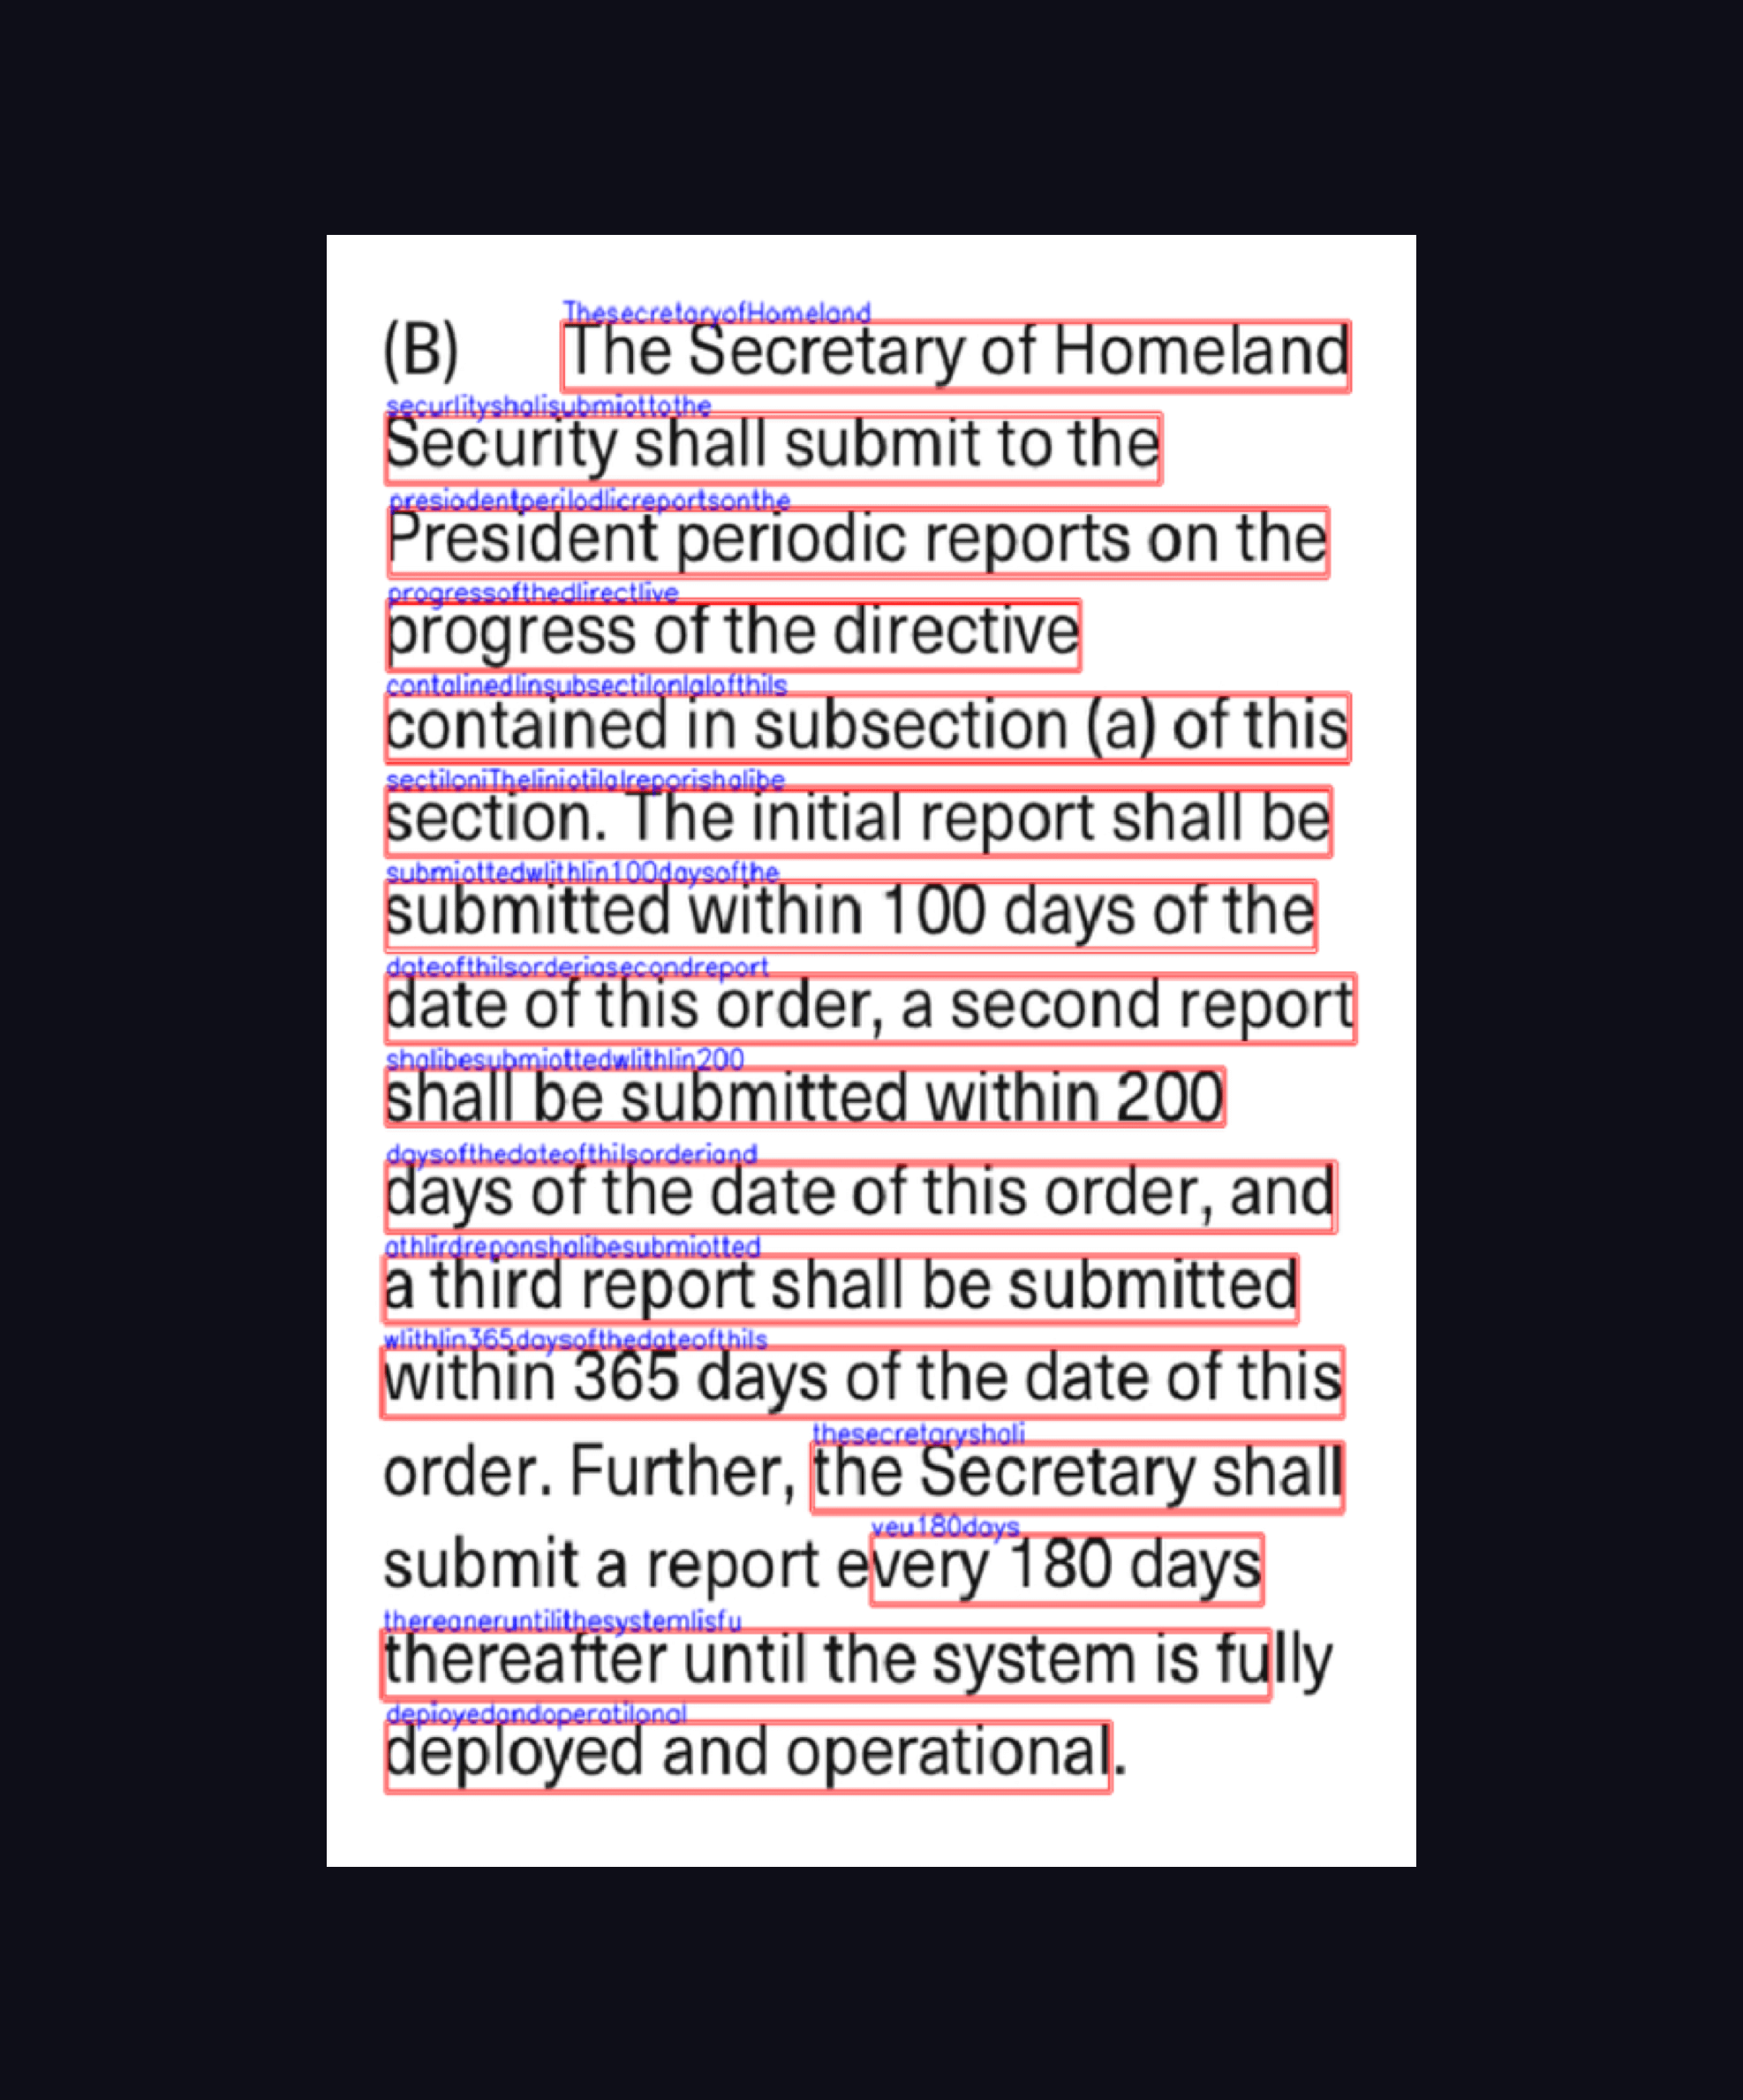 ThesecretaryofHomeland
(B) The Secretary of Homeland
securlityshalisubmiottothe
Security shall submit to the
presiodentperilodlicreportsonthe
President periodic reports on the
progressofthedlirectlive
progress of the directive
contalinedlinsubsectilonlalofthils
contained in subsection (a) of this
sectiloniTheliniotilalreporishalibe
section. The initial report shall be
submiottedwlithlin100daysofthe
submitted within 100 days of the
dateofthilsorderiasecondreport
date of this order, a second report
shalibesubmiottedwlithlin200
shall be submitted within 200
daysofthedateofthilsorderiand
days of the date of this order, and
athlirdreponshalibesubmiotted
a third report shall be submitted
wlithlin365daysofthedateofthils
within 365 days of the date of this
thesecretaryshali
order. Further, the Secretary shall
veu180days
submit a report every 180 days
thereaneruntilithesystemlisfu
thereafter until the system is fully
depioyedandoperatilonal
deployed and operational.